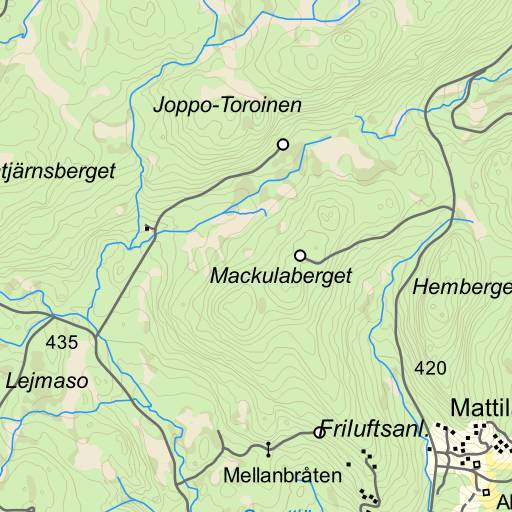 Joppo-Toroinen
tjärnsberget
Mackulaberget
Hemberge
435
Lejmaso
420
Mattil
Friluftsanl.
Mellanbråten